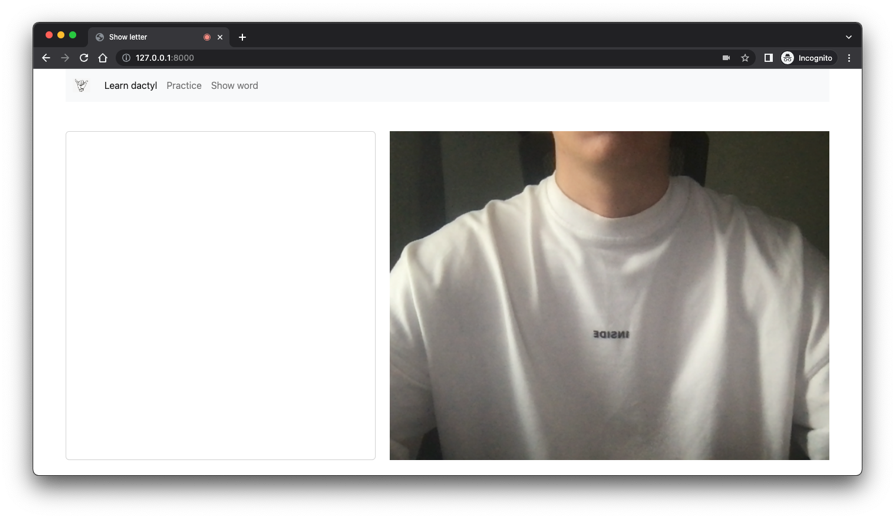 Show letter
127.0.0.1:8000
Incognito
Learn dactyl Practice Show word
INSIDE